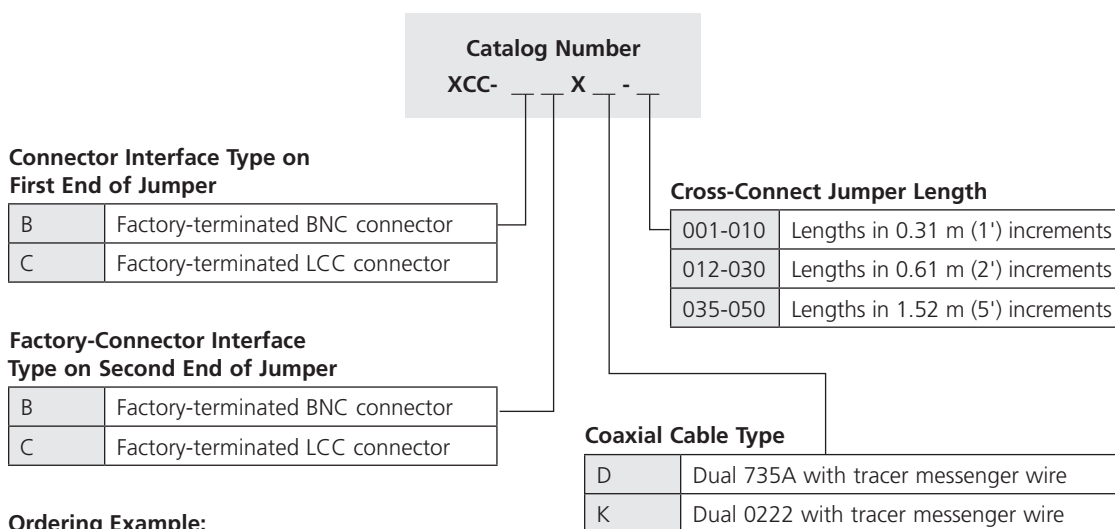 Catalog Number
XCC- __ __ X __ - __
Connector Interface Type on
First End of Jumper
B Factory-terminated BNC connector
C Factory-terminated LCC connector
Cross-Connect Jumper Length
001-010 Lengths in 0.31 m (1') increments
012-030 Lengths in 0.61 m (2') increments
035-050 Lengths in 1.52 m (5') increments
Factory-Connector Interface
Type on Second End of Jumper
B Factory-terminated BNC connector
C Factory-terminated LCC connector
Coaxial Cable Type
D Dual 735A with tracer messenger wire
K Dual 0222 with tracer messenger wire
Ordering Example: